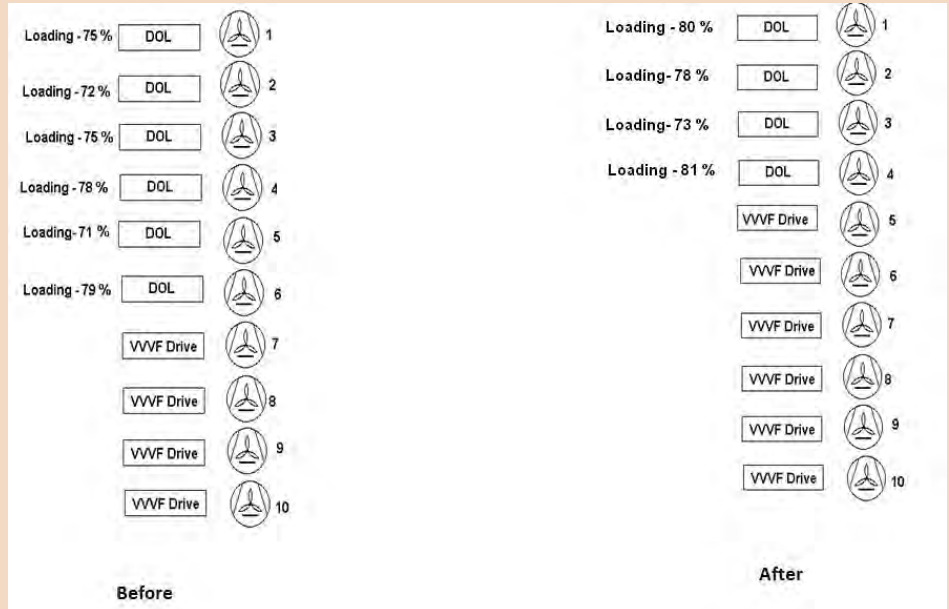 Loading - 75 % DOL 1
Loading - 72 % DOL 2
Loading - 75 % DOL 3
Loading - 78 % DOL 4
Loading- 71 % DOL 5
Loading - 79 % DOL 6
VVVF Drive 7
VVVF Drive 8
VVVF Drive 9
VVVF Drive 10
Before
Loading - 80 % DOL 1
Loading- 78 % DOL 2
Loading- 73 % DOL 3
Loading - 81 % DOL 4
VVVF Drive 5
VVVF Drive 6
VVVF Drive 7
VVVF Drive 8
VVVF Drive 9
VVVF Drive 10
After